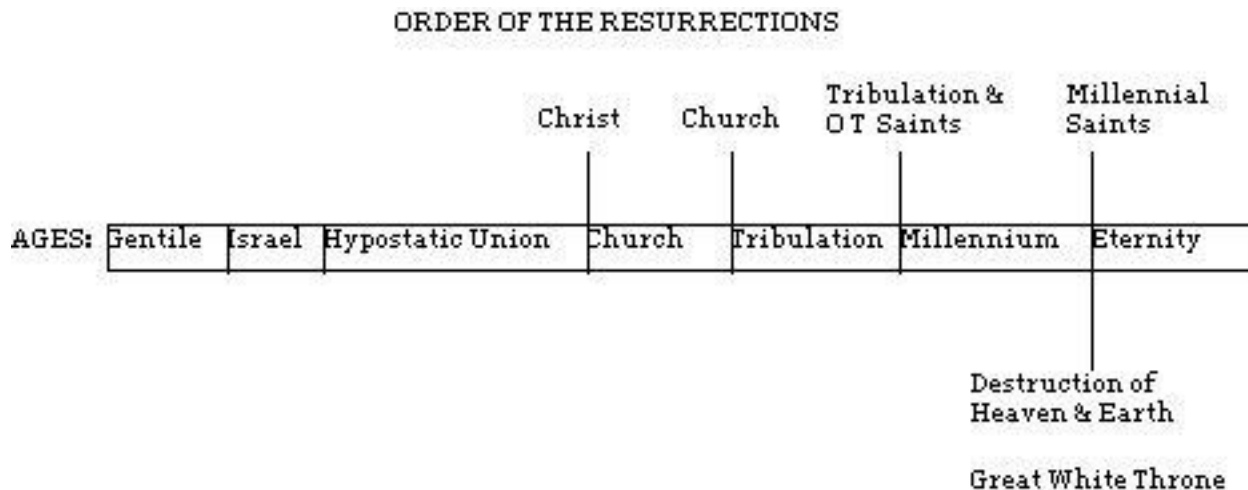 ORDER OF THE RESURRECTIONS
Christ
Church
Tribulation &
O T Saints
Millennial
Saints
AGES: Gentile Israel Hypostatic Union Church Tribulation Millennium Eternity
Destruction of
Heaven & Earth
Great White Throne